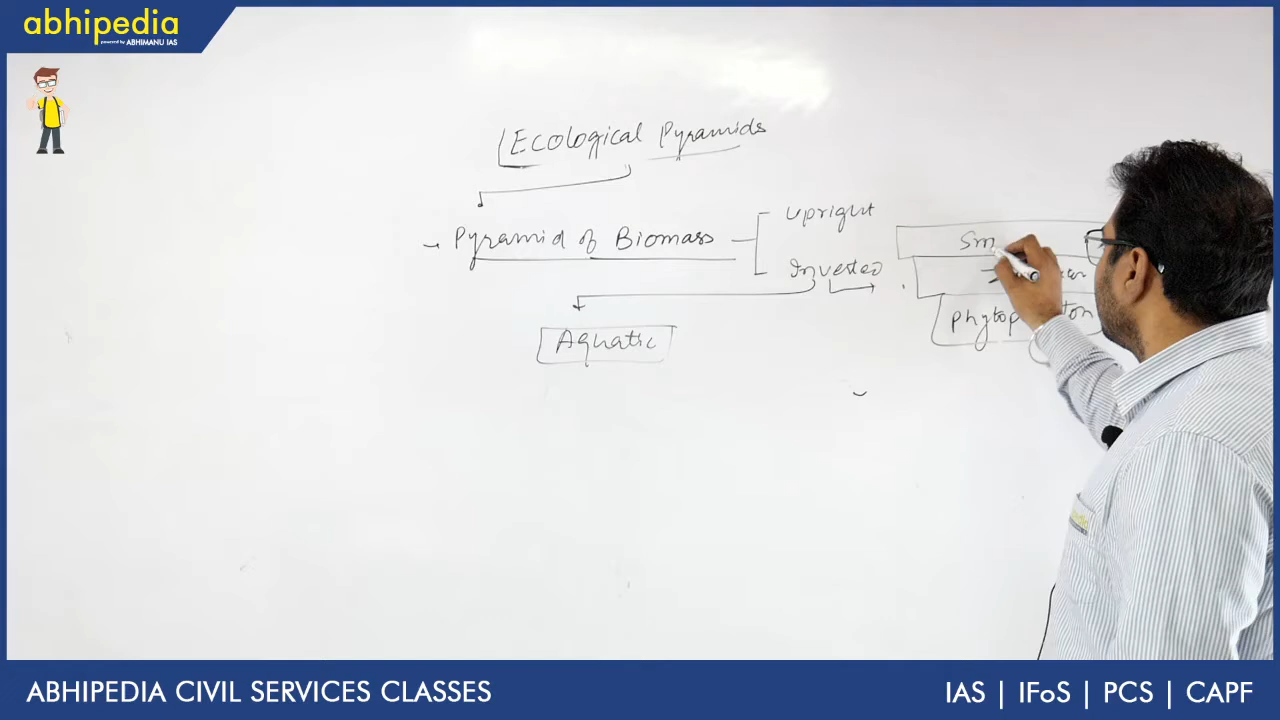 abhipedia
powered by ABHIMANU IAS
Ecological Pyramids
Pyramid of Biomass
Upright
Inverted
Sm
Aquatic
ABHIPEDIA CIVIL SERVICES CLASSES
IAS | IFoS | PCS | CAPF